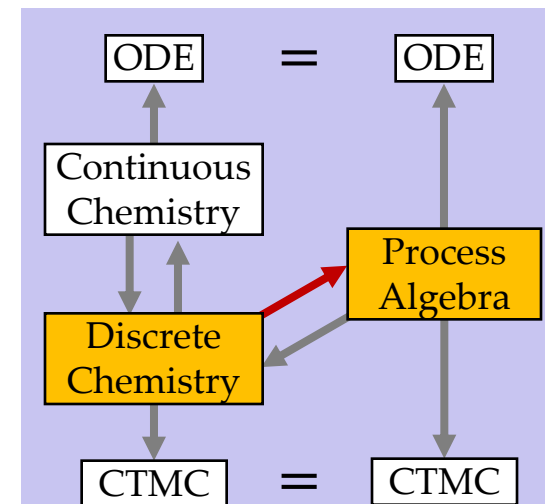 ODE = ODE
Continuous
Chemistry
Process
Algebra
Discrete
Chemistry
CTMC = CTMC